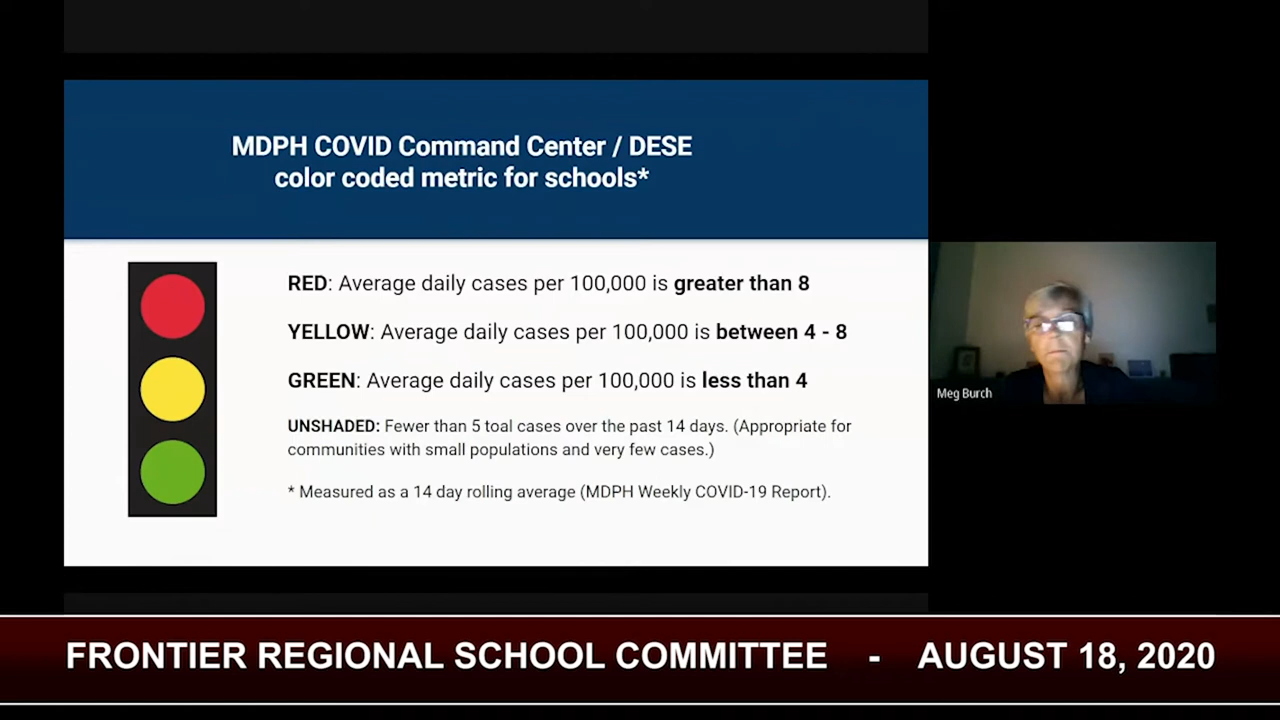 MDPH COVID Command Center / DESE
color coded metric for schools*
RED: Average daily cases per 100,000 is greater than 8
YELLOW: Average daily cases per 100,000 is between 4 - 8
GREEN: Average daily cases per 100,000 is less than 4
UNSHADED: Fewer than 5 toal cases over the past 14 days. (Appropriate for
communities with small populations and very few cases.)
* Measured as a 14 day rolling average (MDPH Weekly COVID-19 Report).
Meg Burch
FRONTIER REGIONAL SCHOOL COMMITTEE - AUGUST 18, 2020